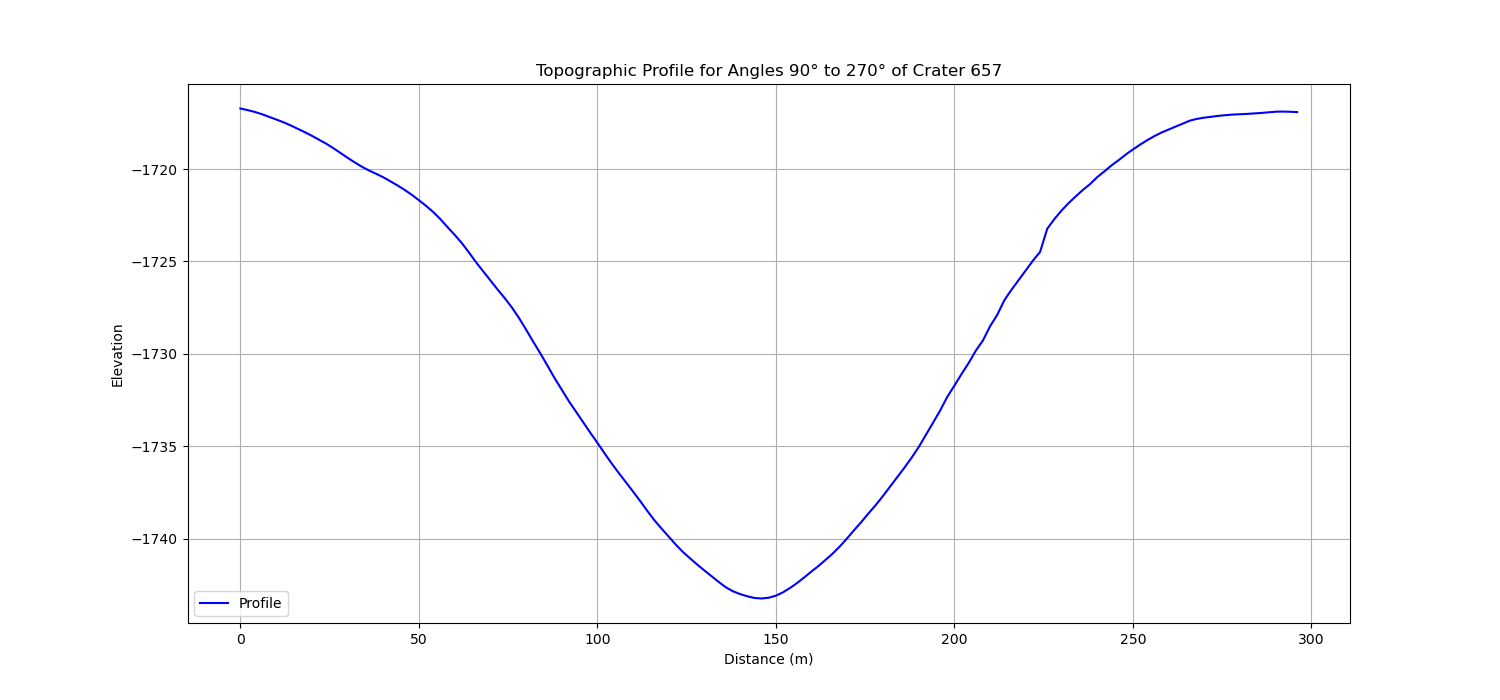 Topographic Profile for Angles 90° to 270° of Crater 657
−1720
−1725
−1730
−1735
−1740
Elevation
Profile
0 50 100 150 200 250 300
Distance (m)